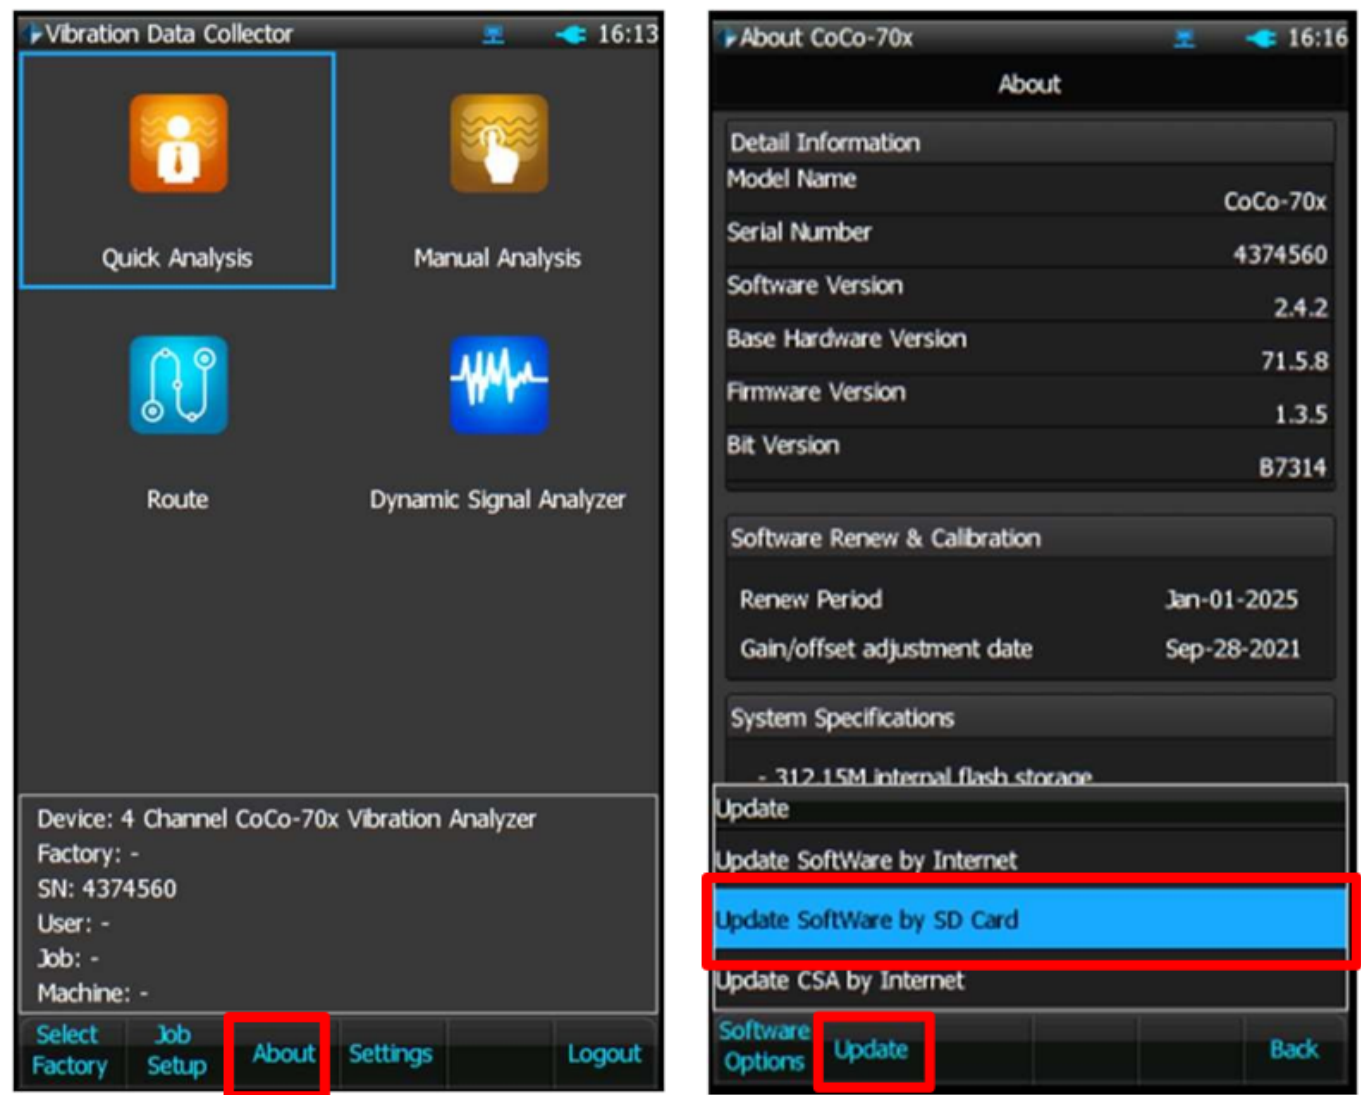 Vibration Data Collector 16:13
Quick Analysis Manual Analysis
Route Dynamic Signal Analyzer
Device: 4 Channel CoCo-70x Vibration Analyzer
Factory: -
SN: 4374560
User: -
Job: -
Machine: -
Select Factory
Job Setup
About
Settings
Logout
About CoCo-70x 16:16
About
Detail Information
Model Name
CoCo-70x
Serial Number
4374560
Software Version
2.4.2
Base Hardware Version
71.5.8
Firmware Version
1.3.5
Bit Version
B7314
Software Renew & Calibration
Renew Period Jan-01-2025
Gain/offset adjustment date Sep-28-2021
System Specifications
- 312.15M internal flash storage
Update
Update SoftWare by Internet
Update SoftWare by SD Card
Update CSA by Internet
Software Options
Update
Back